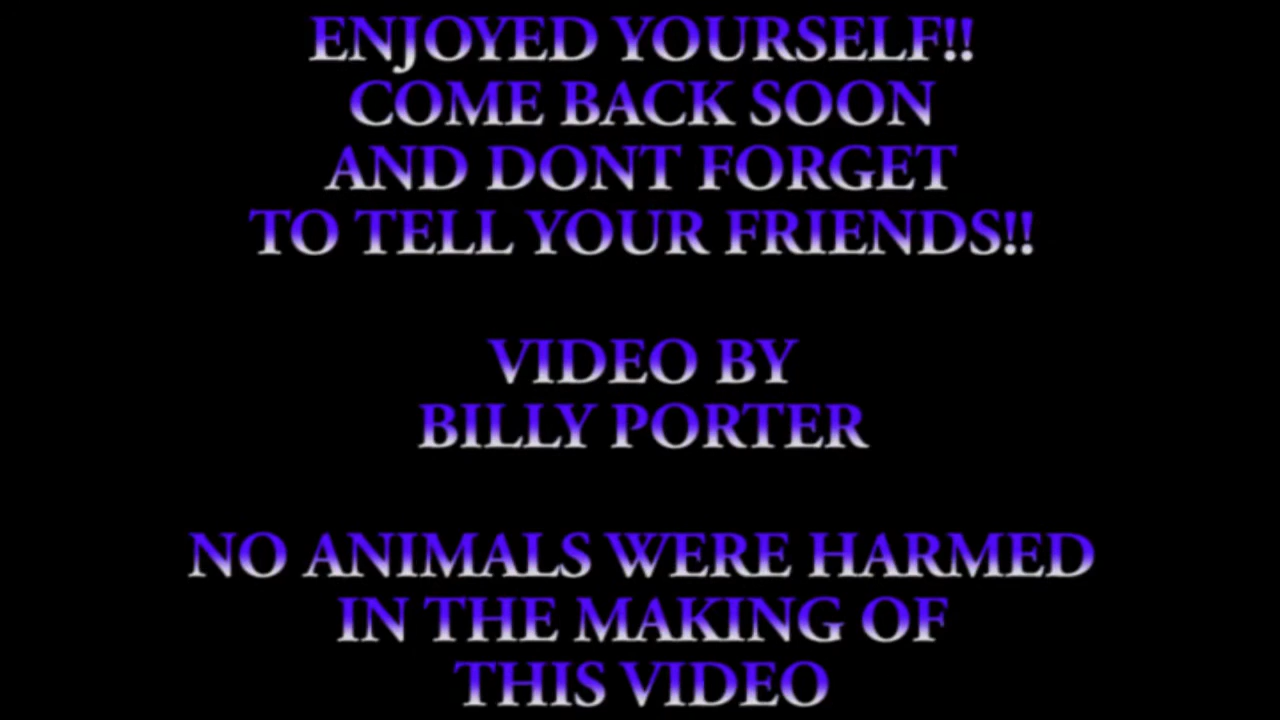 ENJOYED YOURSELF!!
COME BACK SOON
AND DONT FORGET
TO TELL YOUR FRIENDS!!
VIDEO BY
BILLY PORTER
NO ANIMALS WERE HARMED
IN THE MAKING OF
THIS VIDEO